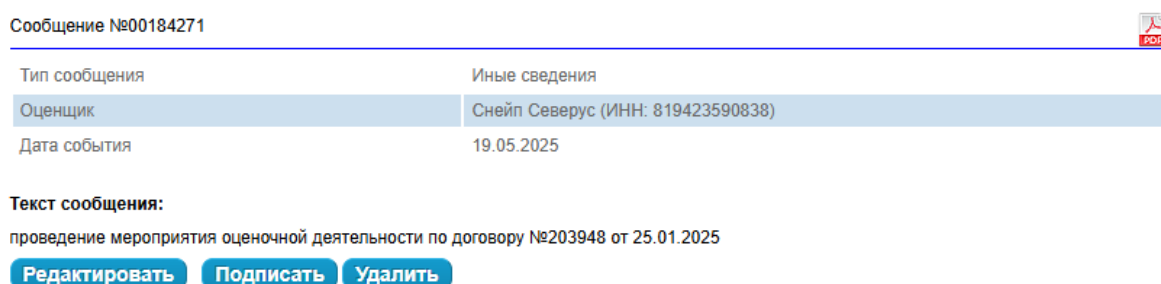 Сообщение №00184271
PDF
Тип сообщения Иные сведения
Оценщик Снейп Северус (ИНН: 819423590838)
Дата события 19.05.2025
Текст сообщения:
проведение мероприятия оценочной деятельности по договору №203948 от 25.01.2025
Редактировать Подписать Удалить